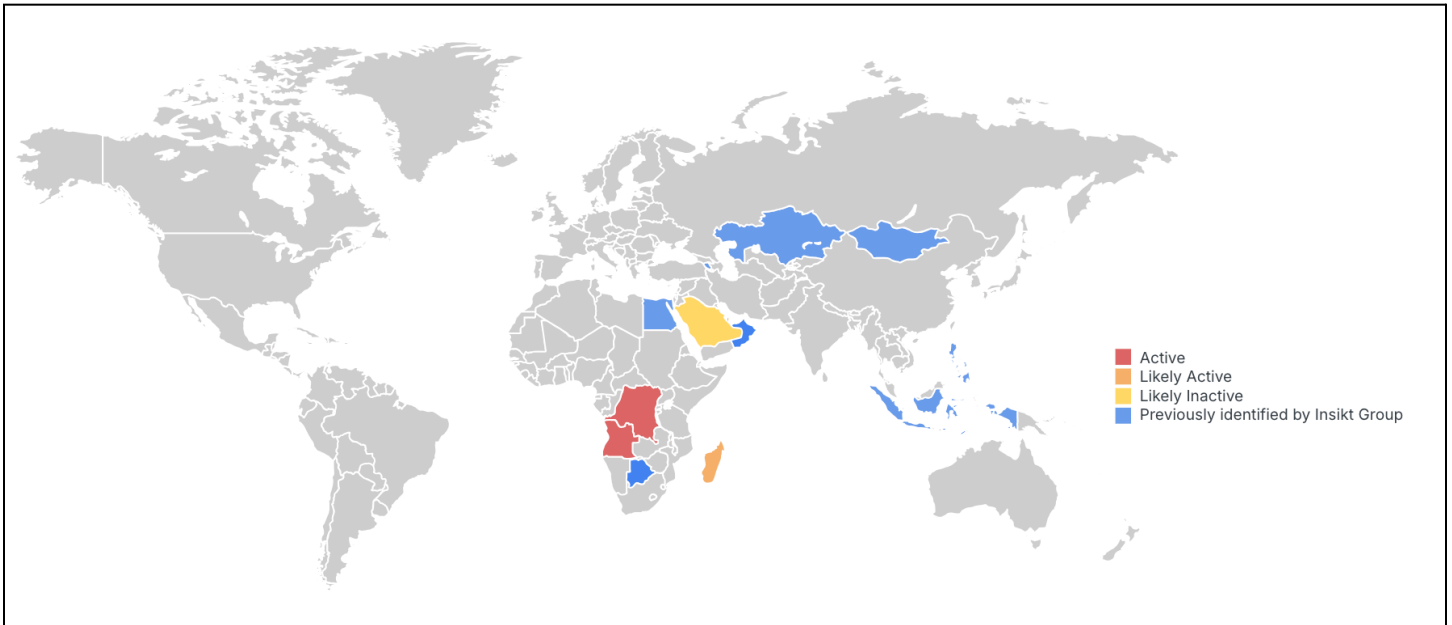 Active
Likely Active
Likely Inactive
Previously identified by Insikt Group